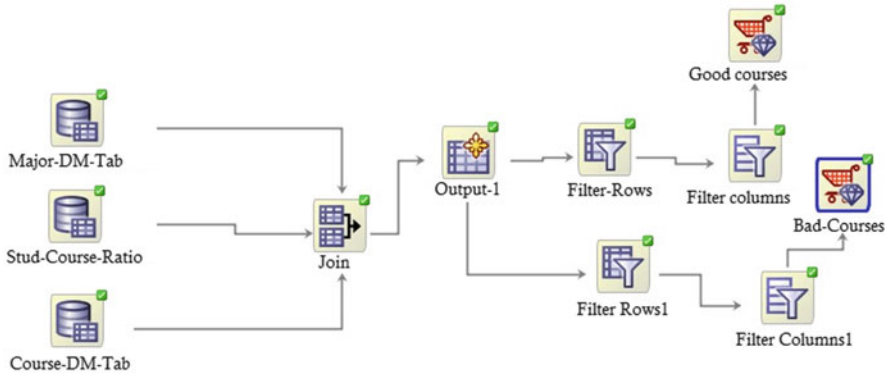 Good courses
Major-DM-Tab
Output-1
Filter-Rows
Filter columns
Bad-Courses
Stud-Course-Ratio
Join
Filter Rows1
Filter Columns1
Course-DM-Tab